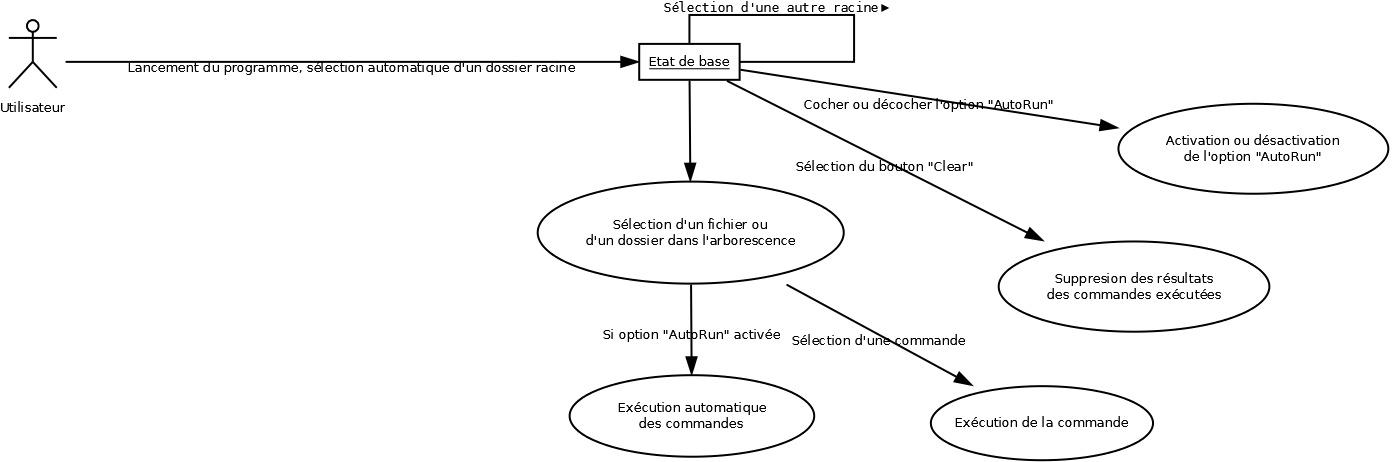 Sélection d'une autre racine
Etat de base
Lancement du programme, sélection automatique d'un dossier racine
Utilisateur
Cocher ou décocher l'option "AutoRun"
Activation ou désactivation
de l'option "AutoRun"
Sélection du bouton "Clear"
Sélection d'un fichier ou
d'un dossier dans l'arborescence
Suppresion des résultats
des commandes exécutées
Si option "AutoRun" activée
Sélection d'une commande
Exécution automatique
des commandes
Exécution de la commande